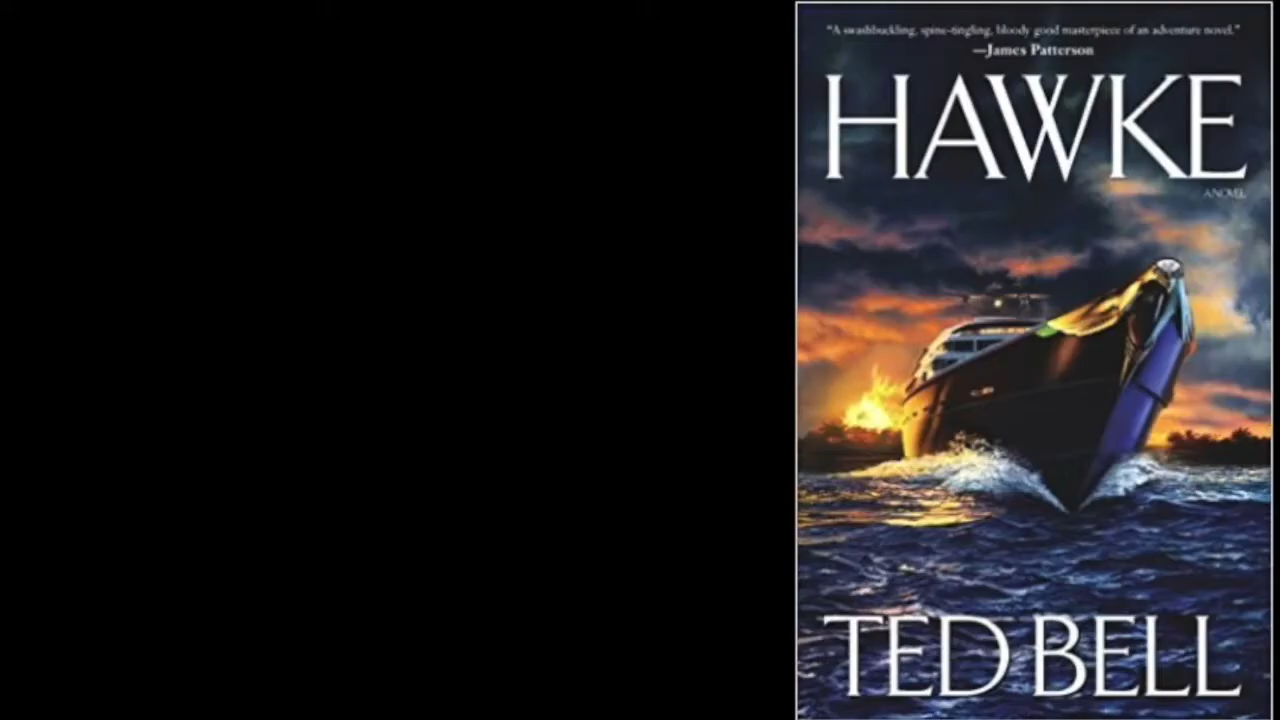 "A swashbuckling, spine-tingling, bloody good masterpiece of an adventure novel."
—James Patterson
HAWKE
A NOVEL
TED BELL